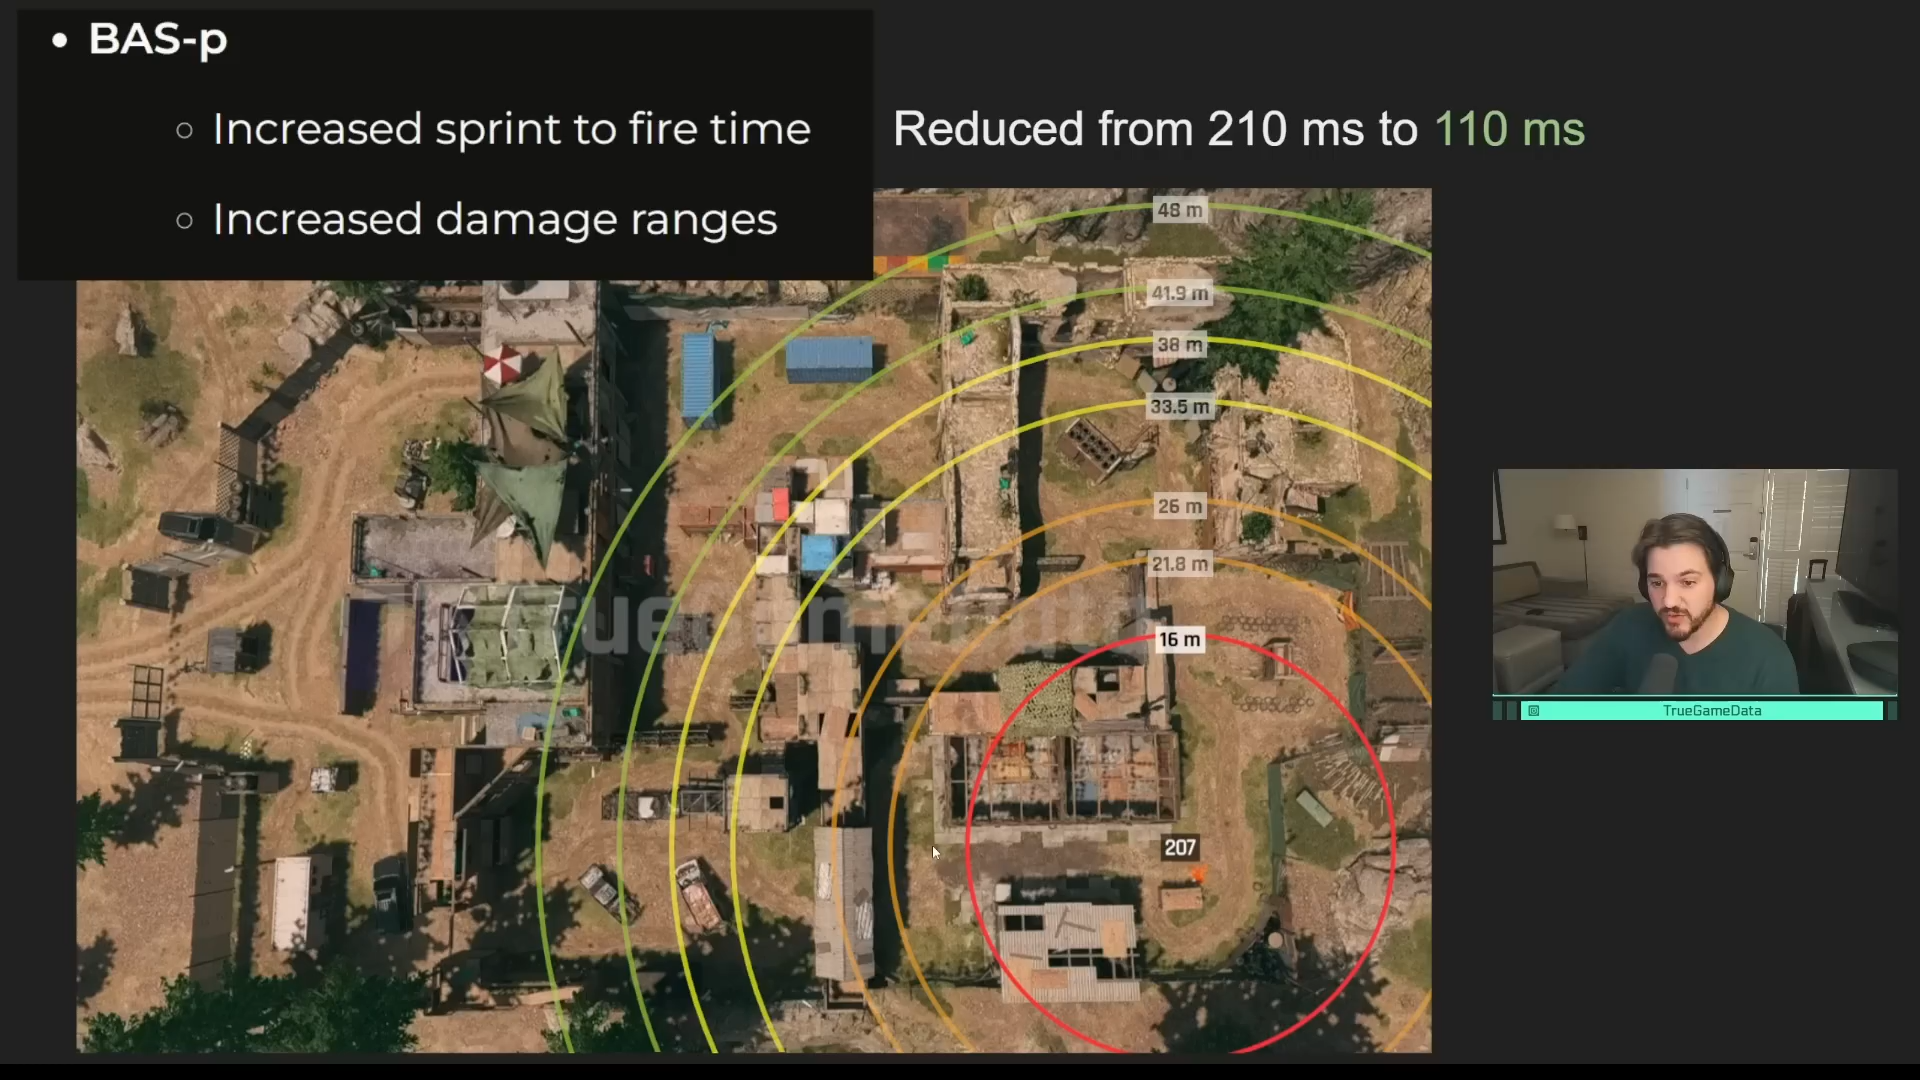 BAS-p
Increased sprint to fire time
Reduced from 210 ms to 110 ms
Increased damage ranges
48 m
41.9 m
38 m
33.5 m
26 m
21.8 m
TrueGameData
16 m
207
TrueGameData